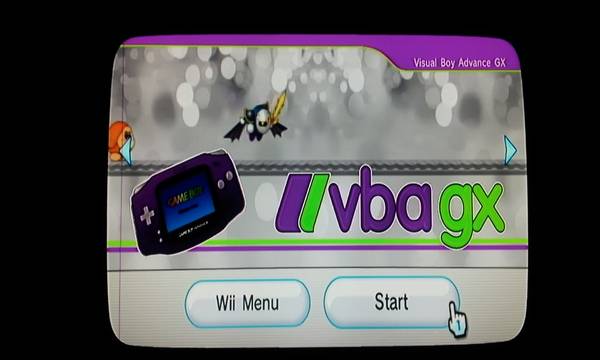 Visual Boy Advance GX
GAME BOY
vba gx
Wii Menu
Start
1